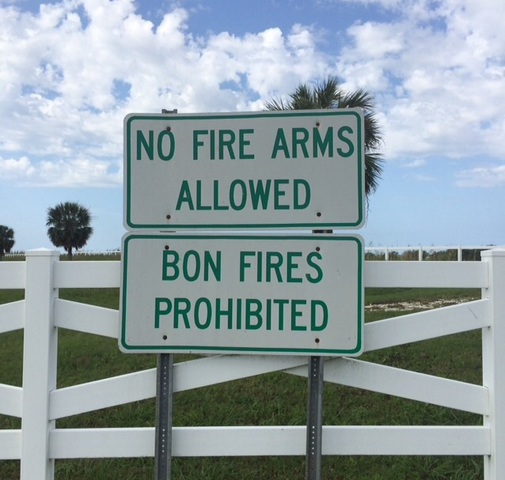 NO FIRE ARMS
ALLOWED
BON FIRES
PROHIBITED